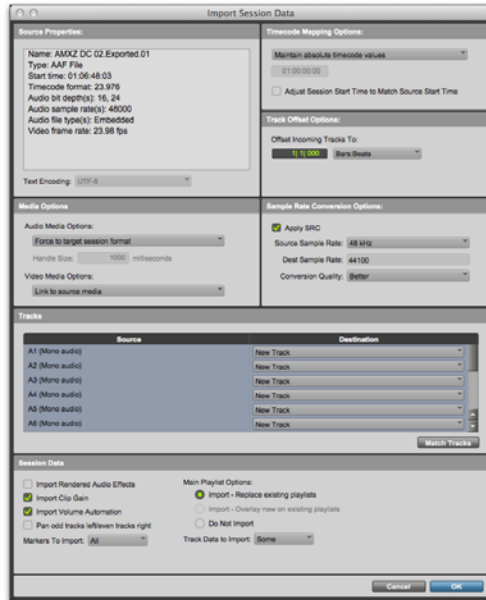 Import Session Data
Source Properties:
Name: AMXZ DC 02.Exported.01
Type: AAF File
Start time: 01:06:48:03
Timecode format: 23.976
Audio bit depth(s): 16, 24
Audio sample rate(s): 48000
Audio file type(s): Embedded
Video frame rate: 23.98 fps
Text Encoding: UTF-8
Timecode Mapping Options:
Maintain absolute timecode values
01:00:00:00
Adjust Session Start Time to Match Source Start Time
Track Offset Options:
Offset Incoming Tracks To:
1| 1| 000 Bars Beats
Media Options
Audio Media Options:
Force to target session format
Handle Size: 1000 milliseconds
Video Media Options:
Link to source media
Sample Rate Conversion Options:
Apply SRC
Source Sample Rate: 48 kHz
Dest Sample Rate: 44100
Conversion Quality: Better
Tracks
Source Destination
A1 (Mono audio) New Track
A2 (Mono audio) New Track
A3 (Mono audio) New Track
A4 (Mono audio) New Track
A5 (Mono audio) New Track
A6 (Mono audio) New Track
Match Tracks
Session Data
Import Rendered Audio Effects
Import Clip Gain
Import Volume Automation
Pan odd tracks left/even tracks right
Markers To Import: All
Main Playlist Options:
Import - Replace existing playlists
Import - Overlay new on existing playlists
Do Not Import
Track Data to Import: Some
Cancel OK